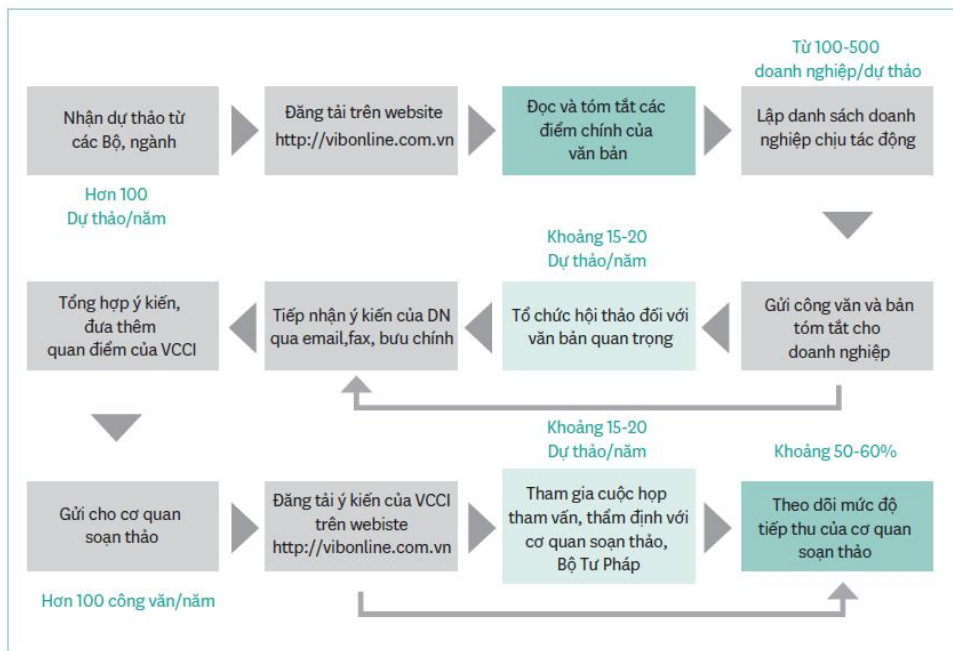 Từ 100-500
doanh nghiệp/dự thảo
Nhận dự thảo từ
các Bộ, ngành
Đăng tải trên website
http://vibonline.com.vn
Đọc và tóm tắt các
điểm chính của
văn bản
Lập danh sách doanh
nghiệp chịu tác động
Hơn 100
Dự thảo/năm
Khoảng 15-20
Dự thảo/năm
Tổng hợp ý kiến,
đưa thêm
quan điểm của VCCI
Tiếp nhận ý kiến của DN
qua email,fax, bưu chính
Tổ chức hội thảo đối với
văn bản quan trọng
Gửi công văn và bản
tóm tắt cho
doanh nghiệp
Khoảng 15-20
Dự thảo/năm
Khoảng 50-60%
Gửi cho cơ quan
soạn thảo
Đăng tải ý kiến của VCCI
trên webiste
http://vibonline.com.vn
Tham gia cuộc họp
tham vấn, thẩm định với
cơ quan soạn thảo,
Bộ Tư Pháp
Theo dõi mức độ
tiếp thu của cơ quan
soạn thảo
Hơn 100 công văn/năm